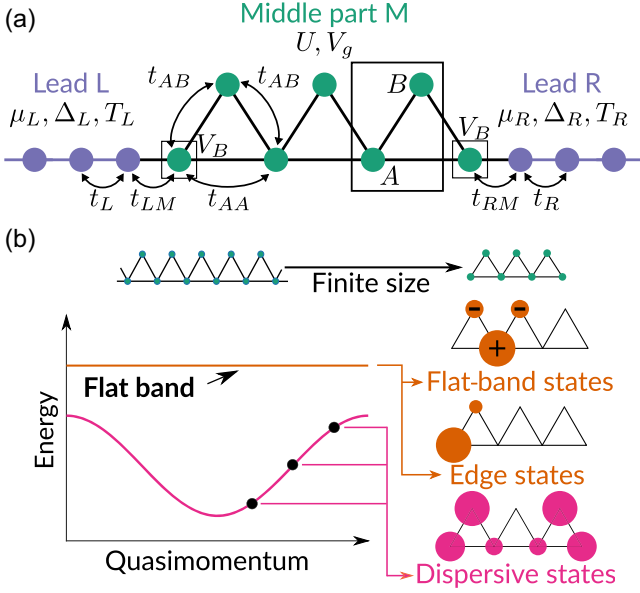 (a)
Middle part M
U, V_g
Lead L
t_AB
t_AB
B
Lead R
μ_L, Δ_L, T_L
μ_R, Δ_R, T_R
V_B
V_B
A
t_L
t_LM
t_AA
t_RM
t_R
(b)
Finite size
- -
+
Flat band
Flat-band states
Energy
Edge states
Quasimomentum
Dispersive states